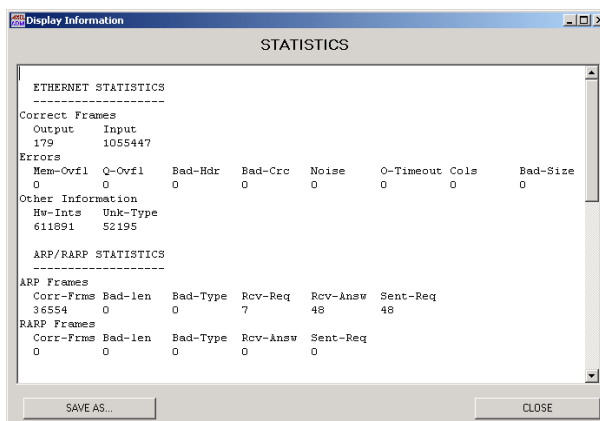 Display Information
STATISTICS
ETHERNET STATISTICS
-------------------
Correct Frames
Output Input
179 1055447
Errors
Mem-Ovfl Q-Ovfl Bad-Hdr Bad-Crc Noise O-Timeout Cols Bad-Size
0 0 0 0 0 0 0 0
Other Information
Hw-Ints Unk-Type
611891 52195
ARP/RARP STATISTICS
-------------------
ARP Frames
Corr-Frms Bad-len Bad-Type Rcv-Req Rcv-Answ Sent-Req
36554 0 0 7 48 48
RARP Frames
Corr-Frms Bad-len Bad-Type Rcv-Answ Sent-Req
0 0 0 0 0
SAVE AS... CLOSE